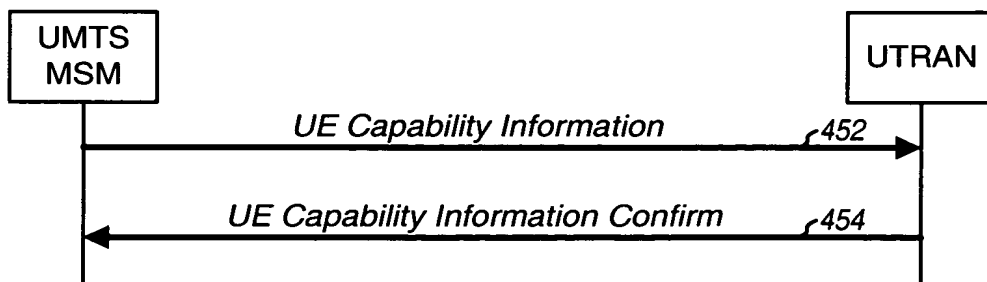 UMTS
MSM
UTRAN
UE Capability Information
452
UE Capability Information Confirm
454